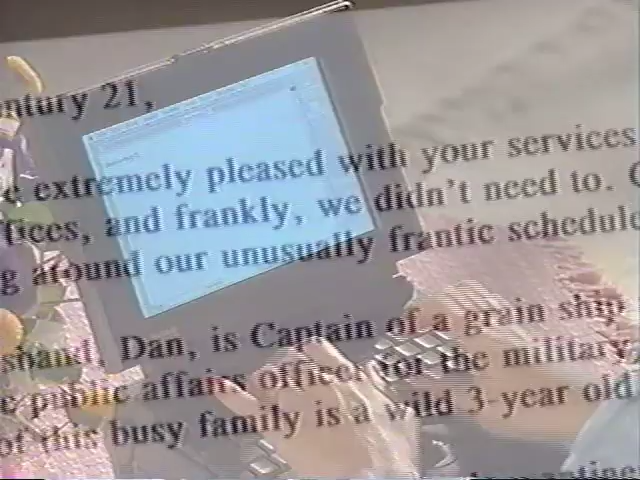 ntury 21,
e extremely pleased with your services
fices, and frankly, we didn't need to.
g around our unusually frantic schedule
sband, Dan, is Captain of a grain ship
e public affairs officer for the military
of this busy family is a wild 3-year old